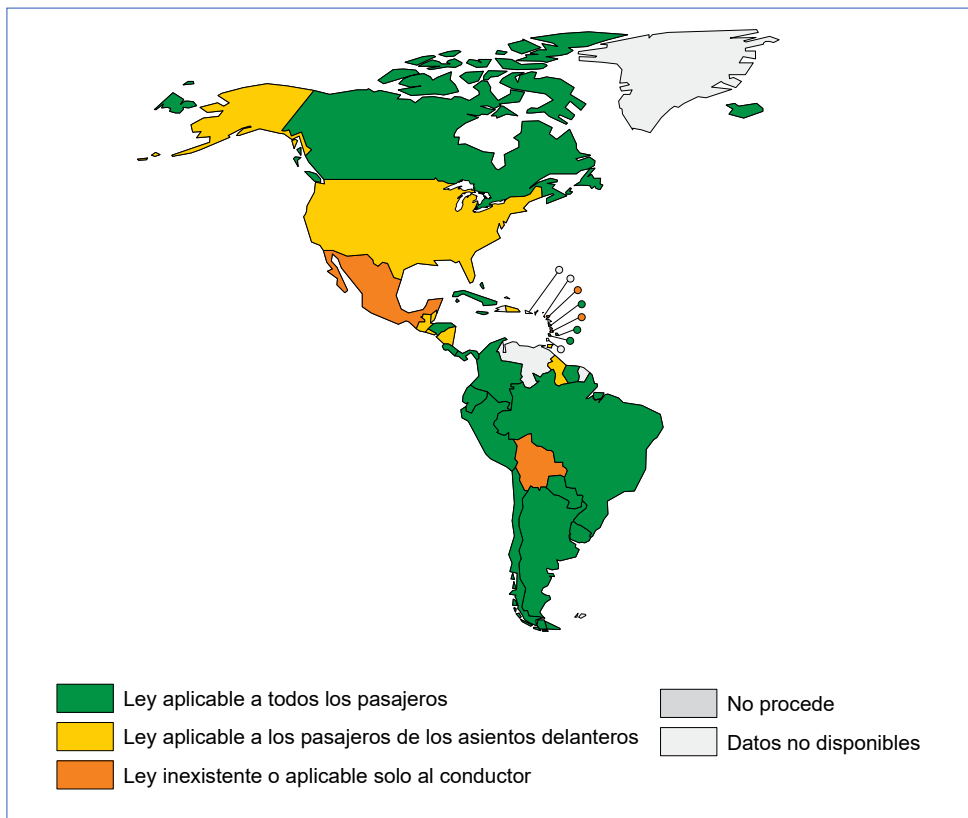 Ley aplicable a todos los pasajeros
Ley aplicable a los pasajeros de los asientos delanteros
Ley inexistente o aplicable solo al conductor
No procede
Datos no disponibles